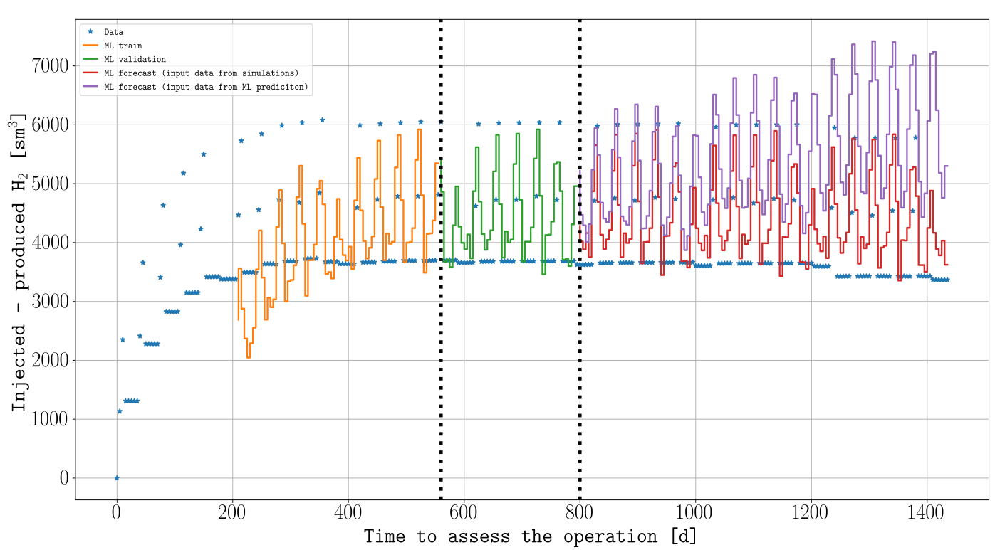 Data
ML train
ML validation
ML forecast (input data from simulations)
ML forecast (input data from ML prediciton)
7000
6000
5000
4000
3000
2000
1000
0
Injected - produced H₂ [sm³]
0 200 400 600 800 1000 1200 1400
Time to assess the operation [d]